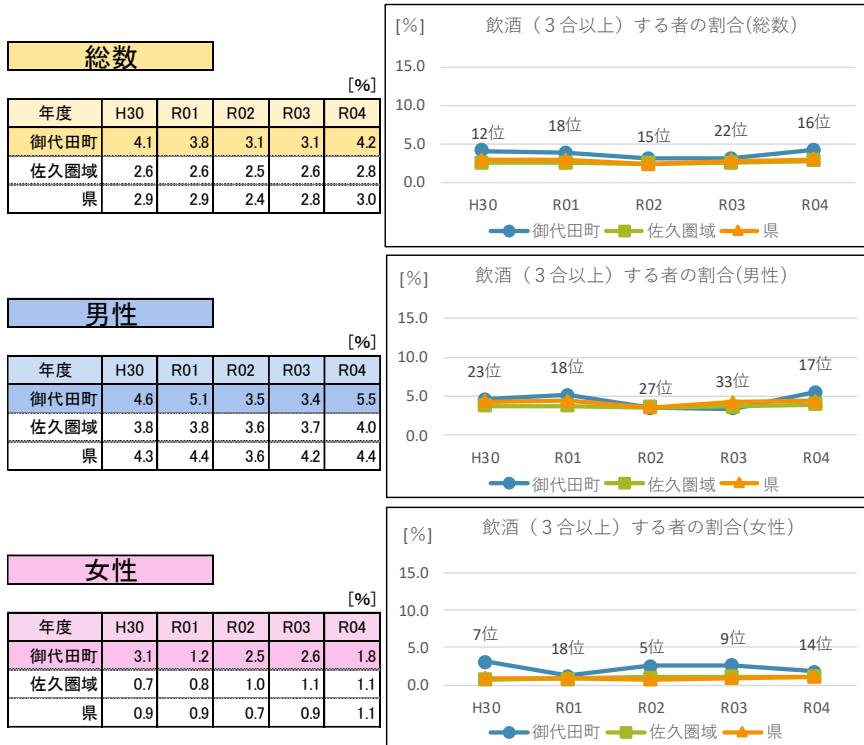 総数
[%]
年度 H30 R01 R02 R03 R04
御代田町 4.1 3.8 3.1 3.1 4.2
佐久圏域 2.6 2.6 2.5 2.6 2.8
県 2.9 2.9 2.4 2.8 3.0
[%] 飲酒（３合以上）する者の割合(総数)
15.0
10.0
5.0
0.0
12位 18位 15位 22位 16位
H30 R01 R02 R03 R04
御代田町 佐久圏域 県
男性
[%]
年度 H30 R01 R02 R03 R04
御代田町 4.6 5.1 3.5 3.4 5.5
佐久圏域 3.8 3.8 3.6 3.7 4.0
県 4.3 4.4 3.6 4.2 4.4
[%] 飲酒（３合以上）する者の割合(男性)
15.0
10.0
5.0
0.0
23位 18位 27位 33位 17位
H30 R01 R02 R03 R04
御代田町 佐久圏域 県
女性
[%]
年度 H30 R01 R02 R03 R04
御代田町 3.1 1.2 2.5 2.6 1.8
佐久圏域 0.7 0.8 1.0 1.1 1.1
県 0.9 0.9 0.7 0.9 1.1
[%] 飲酒（３合以上）する者の割合(女性)
15.0
10.0
5.0
0.0
7位 18位 5位 9位 14位
H30 R01 R02 R03 R04
御代田町 佐久圏域 県